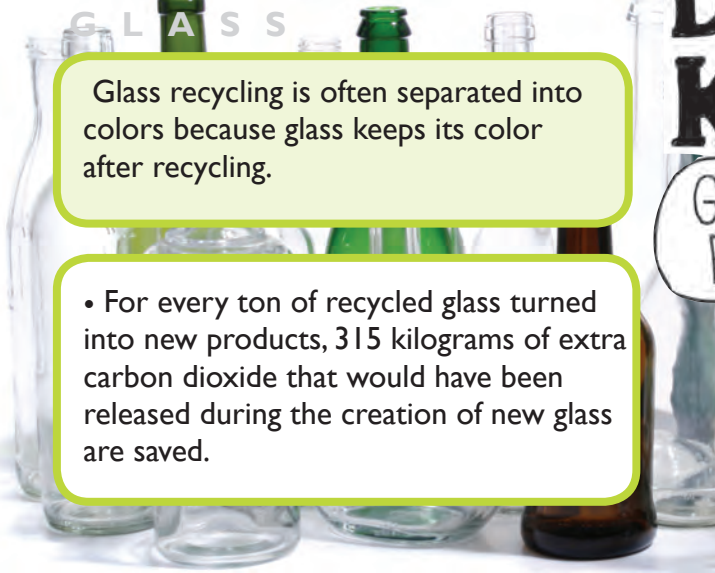 GLASS
Glass recycling is often separated into
colors because glass keeps its color
after recycling.
• For every ton of recycled glass turned
into new products, 315 kilograms of extra
carbon dioxide that would have been
released during the creation of new glass
are saved.